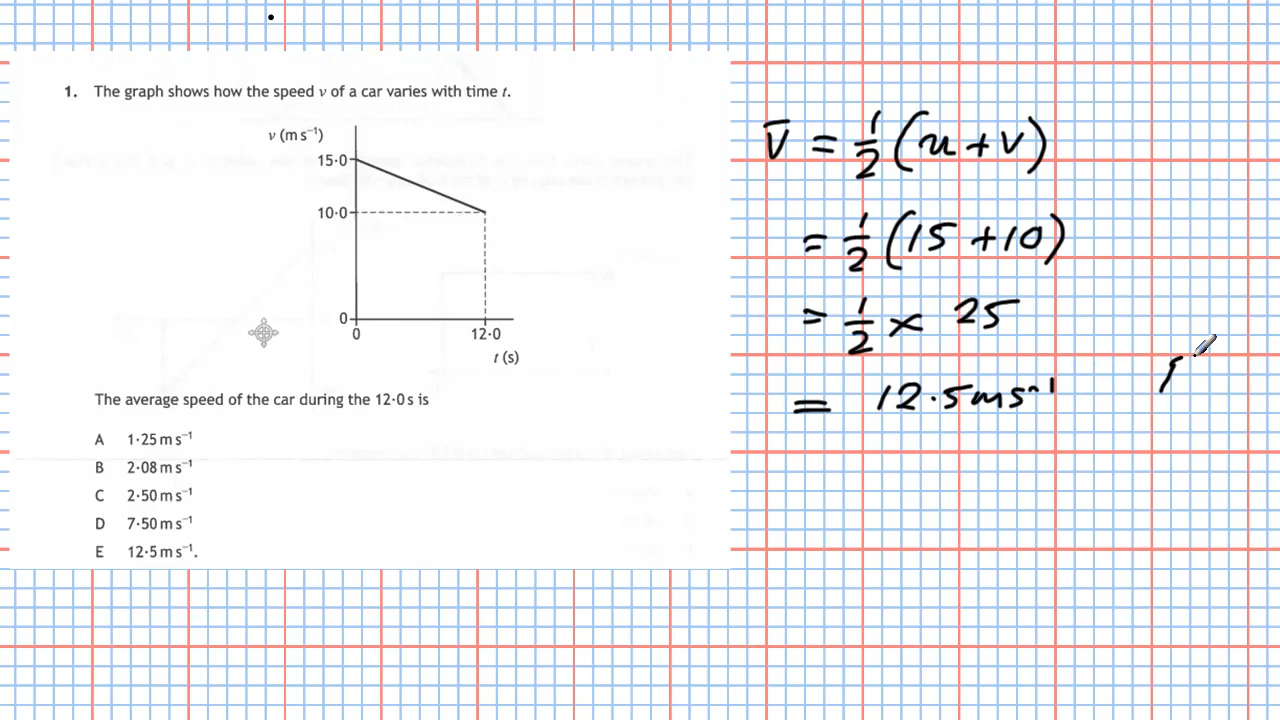 1. The graph shows how the speed v of a car varies with time t.
v (m s⁻¹)
15·0
10·0
0
0
12·0
t (s)
The average speed of the car during the 12·0 s is
A 1·25 m s⁻¹
B 2·08 m s⁻¹
C 2·50 m s⁻¹
D 7·50 m s⁻¹
E 12·5 m s⁻¹.
v̅ = ½ (u + v)
= ½ (15 + 10)
= ½ × 25
= 12.5 ms⁻¹